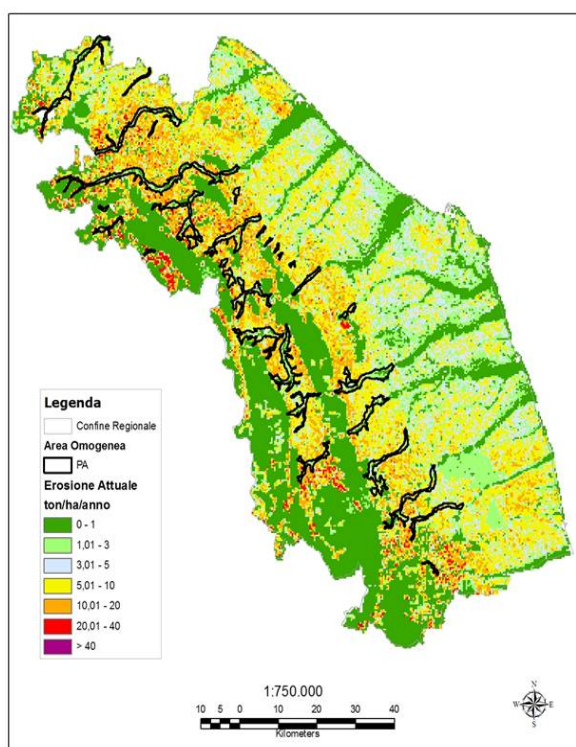 Legenda
Confine Regionale
Area Omogenea
PA
Erosione Attuale
ton/ha/anno
0 - 1
1,01 - 3
3,01 - 5
5,01 - 10
10,01 - 20
20,01 - 40
> 40
1:750.000
10 5 0 10 20 30 40
Kilometers
N
W E
S